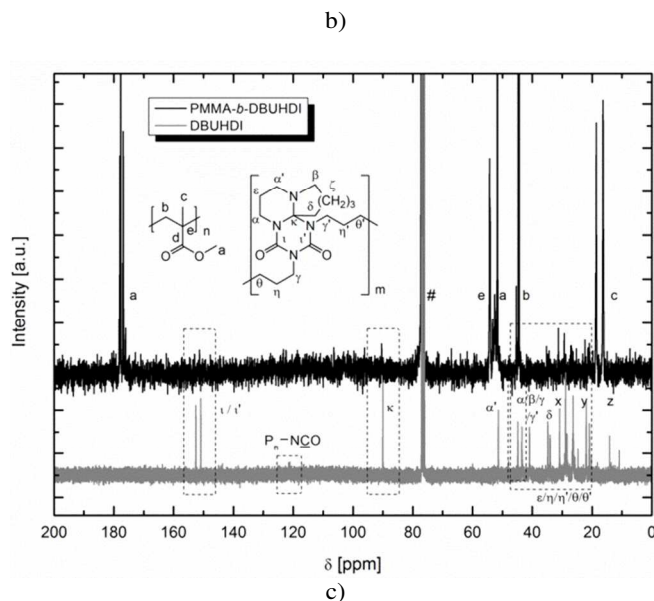 b)
PMMA-b-DBUHDI
DBUHDI
b
c
e
n
d
O
O
a
α'
β
ε
N
ζ
(CH₂)₃
δ
κ
α
N
N
γ'
η'
θ'
ι
ι'
O
N
O
θ
γ
η
m
a
#
e
a
b
c
ι / ι'
Pₙ–NCO
κ
α'
α
β/γ
/γ'
δ
x
y
z
ε/η/η'/θ/θ'
Intensity [a.u.]
200
180
160
140
120
100
80
60
40
20
0
δ [ppm]
c)